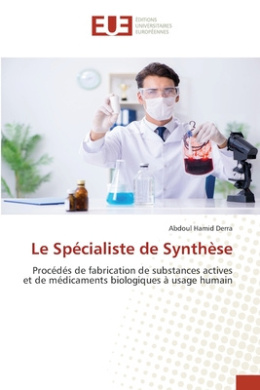 EUE
ÉDITIONS
UNIVERSITAIRES
EUROPÉENNES
Abdoul Hamid Derra
Le Spécialiste de Synthèse
Procédés de fabrication de substances actives
et de médicaments biologiques à usage humain